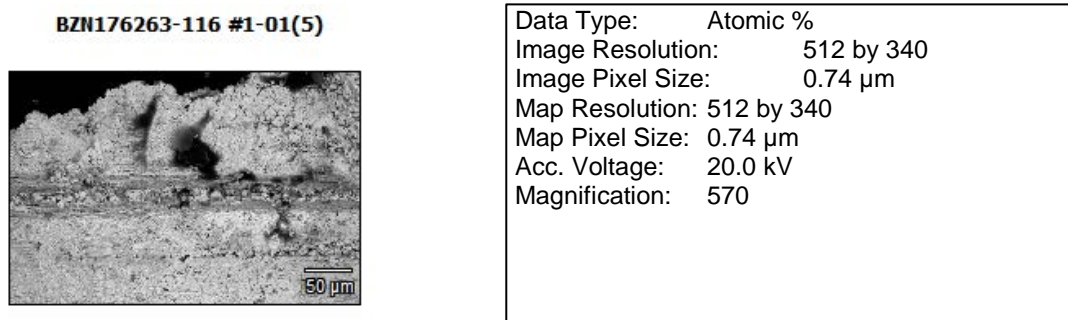 BZN176263-116 #1-01(5)
50 µm
Data Type: Atomic %
Image Resolution: 512 by 340
Image Pixel Size: 0.74 µm
Map Resolution: 512 by 340
Map Pixel Size: 0.74 µm
Acc. Voltage: 20.0 kV
Magnification: 570